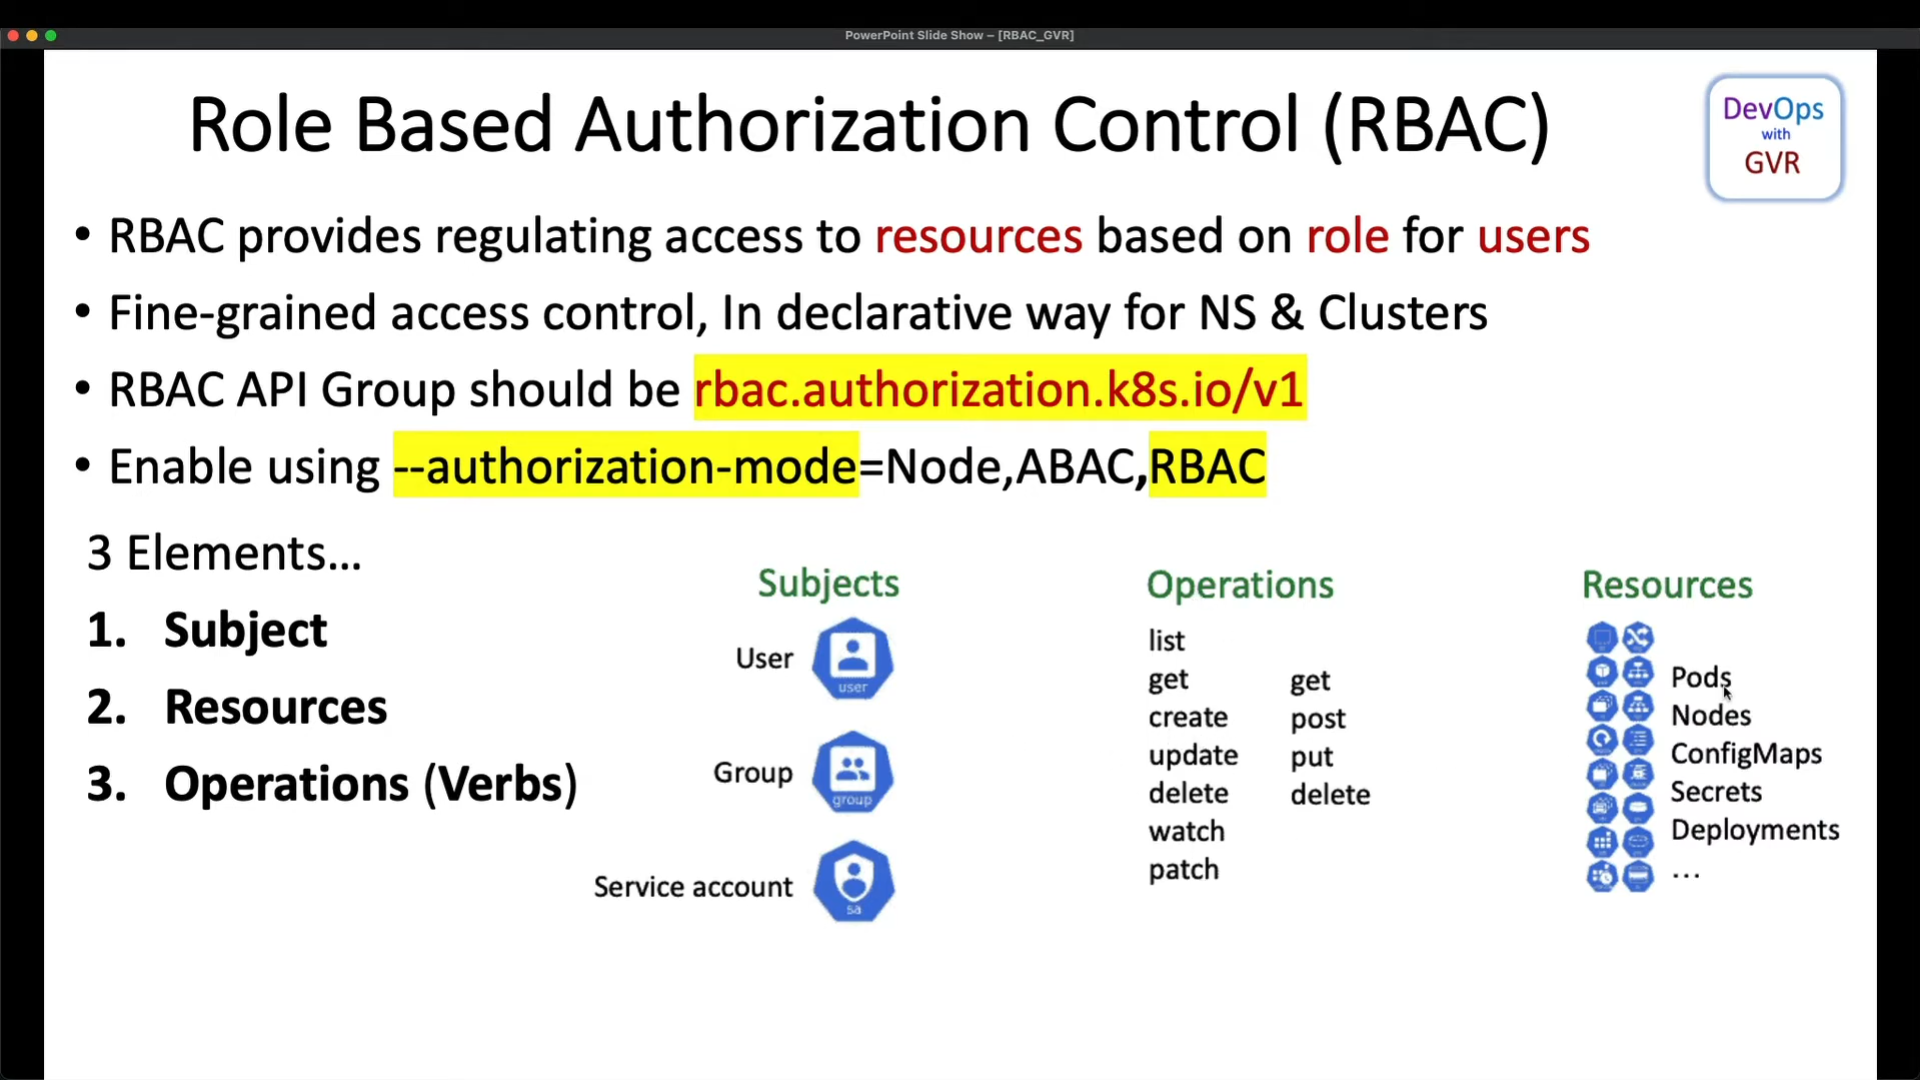 PowerPoint Slide Show – [RBAC_GVR]
Role Based Authorization Control (RBAC)
DevOps
with
GVR
• RBAC provides regulating access to resources based on role for users
• Fine-grained access control, In declarative way for NS & Clusters
• RBAC API Group should be rbac.authorization.k8s.io/v1
• Enable using --authorization-mode=Node,ABAC,RBAC
3 Elements...
1. Subject
2. Resources
3. Operations (Verbs)
Subjects
User
user
Group
group
Service account
sa
Operations
list
get get
create post
update put
delete delete
watch
patch
Resources
Pods
Nodes
ConfigMaps
Secrets
Deployments
...